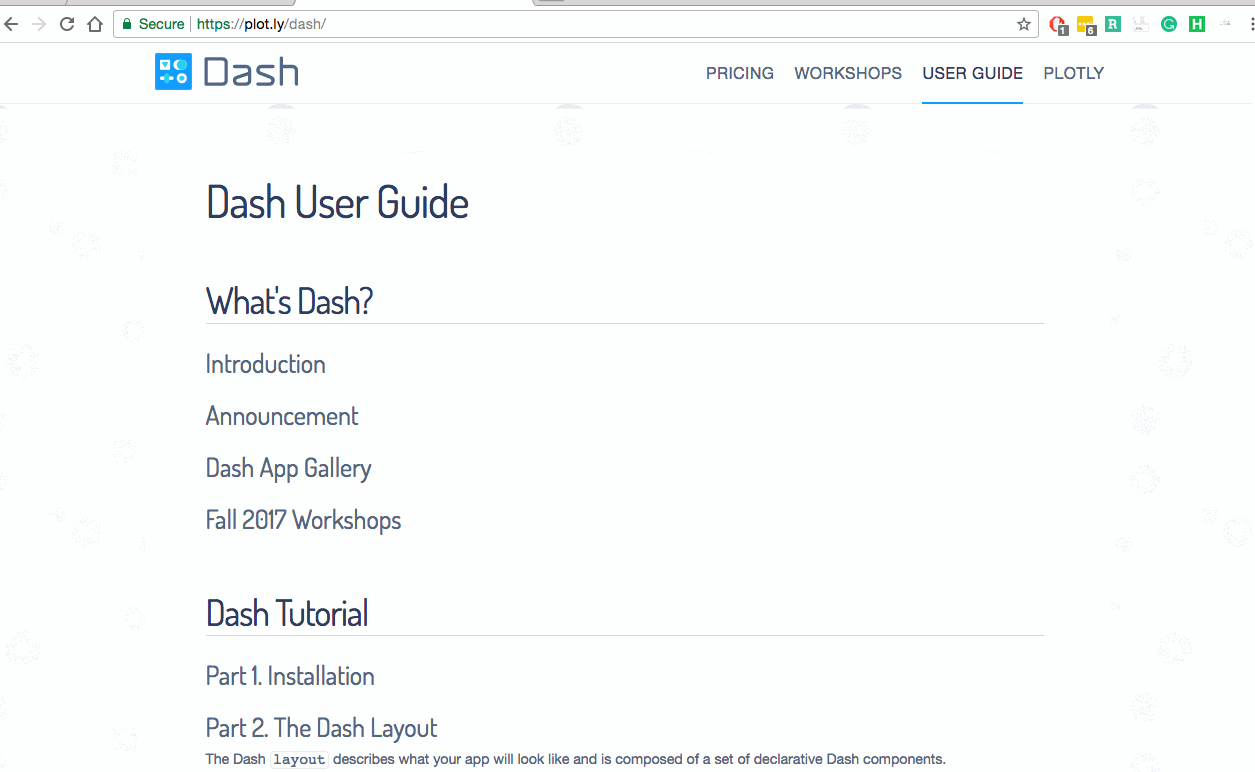 Secure https://plot.ly/dash/
1 6 R G H
Dash PRICING WORKSHOPS USER GUIDE PLOTLY
Dash User Guide
What's Dash?
Introduction
Announcement
Dash App Gallery
Fall 2017 Workshops
Dash Tutorial
Part 1. Installation
Part 2. The Dash Layout
The Dash layout describes what your app will look like and is composed of a set of declarative Dash components.